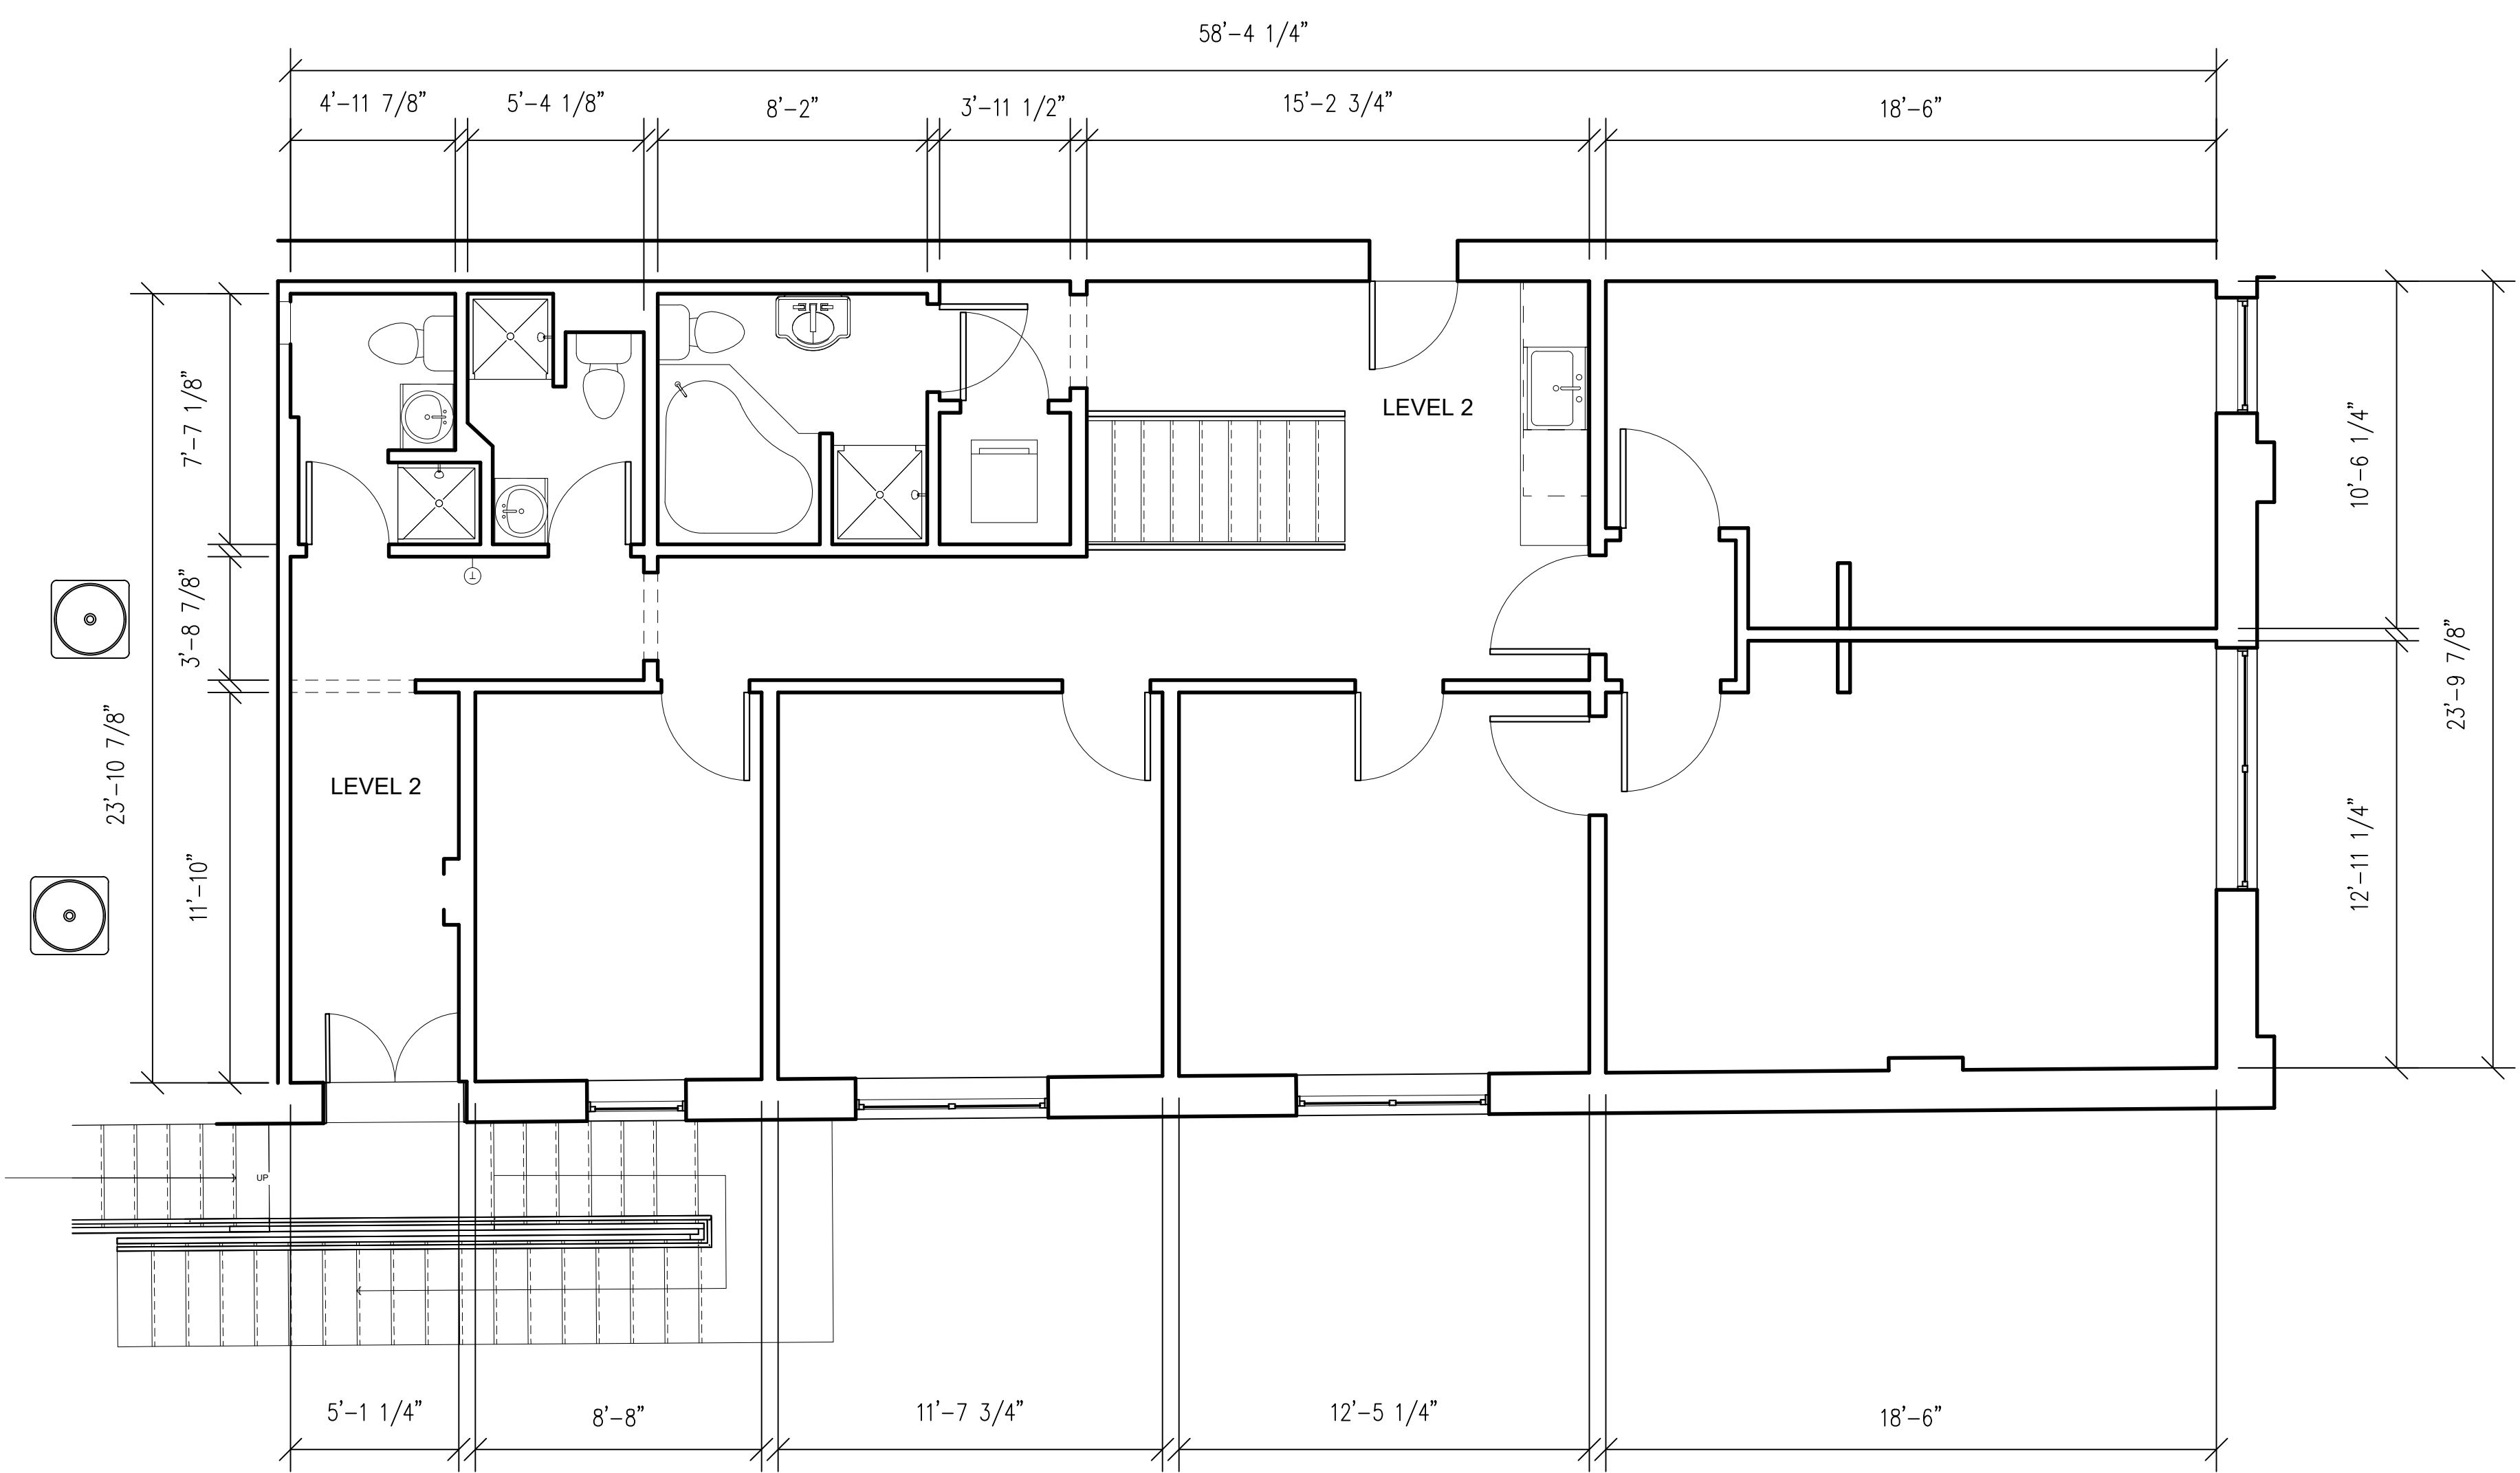 58'-4 1/4"
4'-11 7/8" 5'-4 1/8" 8'-2" 3'-11 1/2" 15'-2 3/4" 18'-6"
7'-7 1/8"
3'-8 7/8"
11'-10"
23'-10 7/8"
LEVEL 2
LEVEL 2
10'-6 1/4"
12'-11 1/4"
23'-9 7/8"
UP
5'-1 1/4" 8'-8" 11'-7 3/4" 12'-5 1/4" 18'-6"